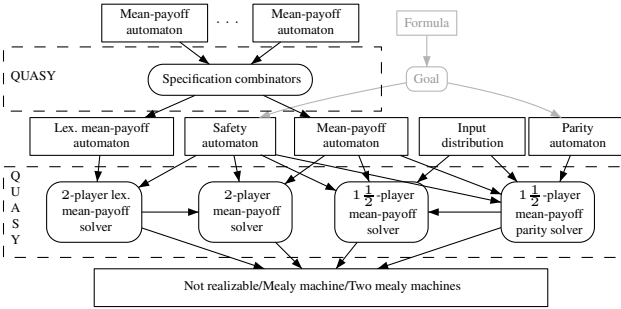 Mean-payoff
automaton
. . .
Mean-payoff
automaton
Formula
QUASY
Specification combinators
Goal
Lex. mean-payoff
automaton
Safety
automaton
Mean-payoff
automaton
Input
distribution
Parity
automaton
Q
U
A
S
Y
2-player lex.
mean-payoff
solver
2-player
mean-payoff
solver
1 1/2-player
mean-payoff
solver
1 1/2-player
mean-payoff
parity solver
Not realizable/Mealy machine/Two mealy machines